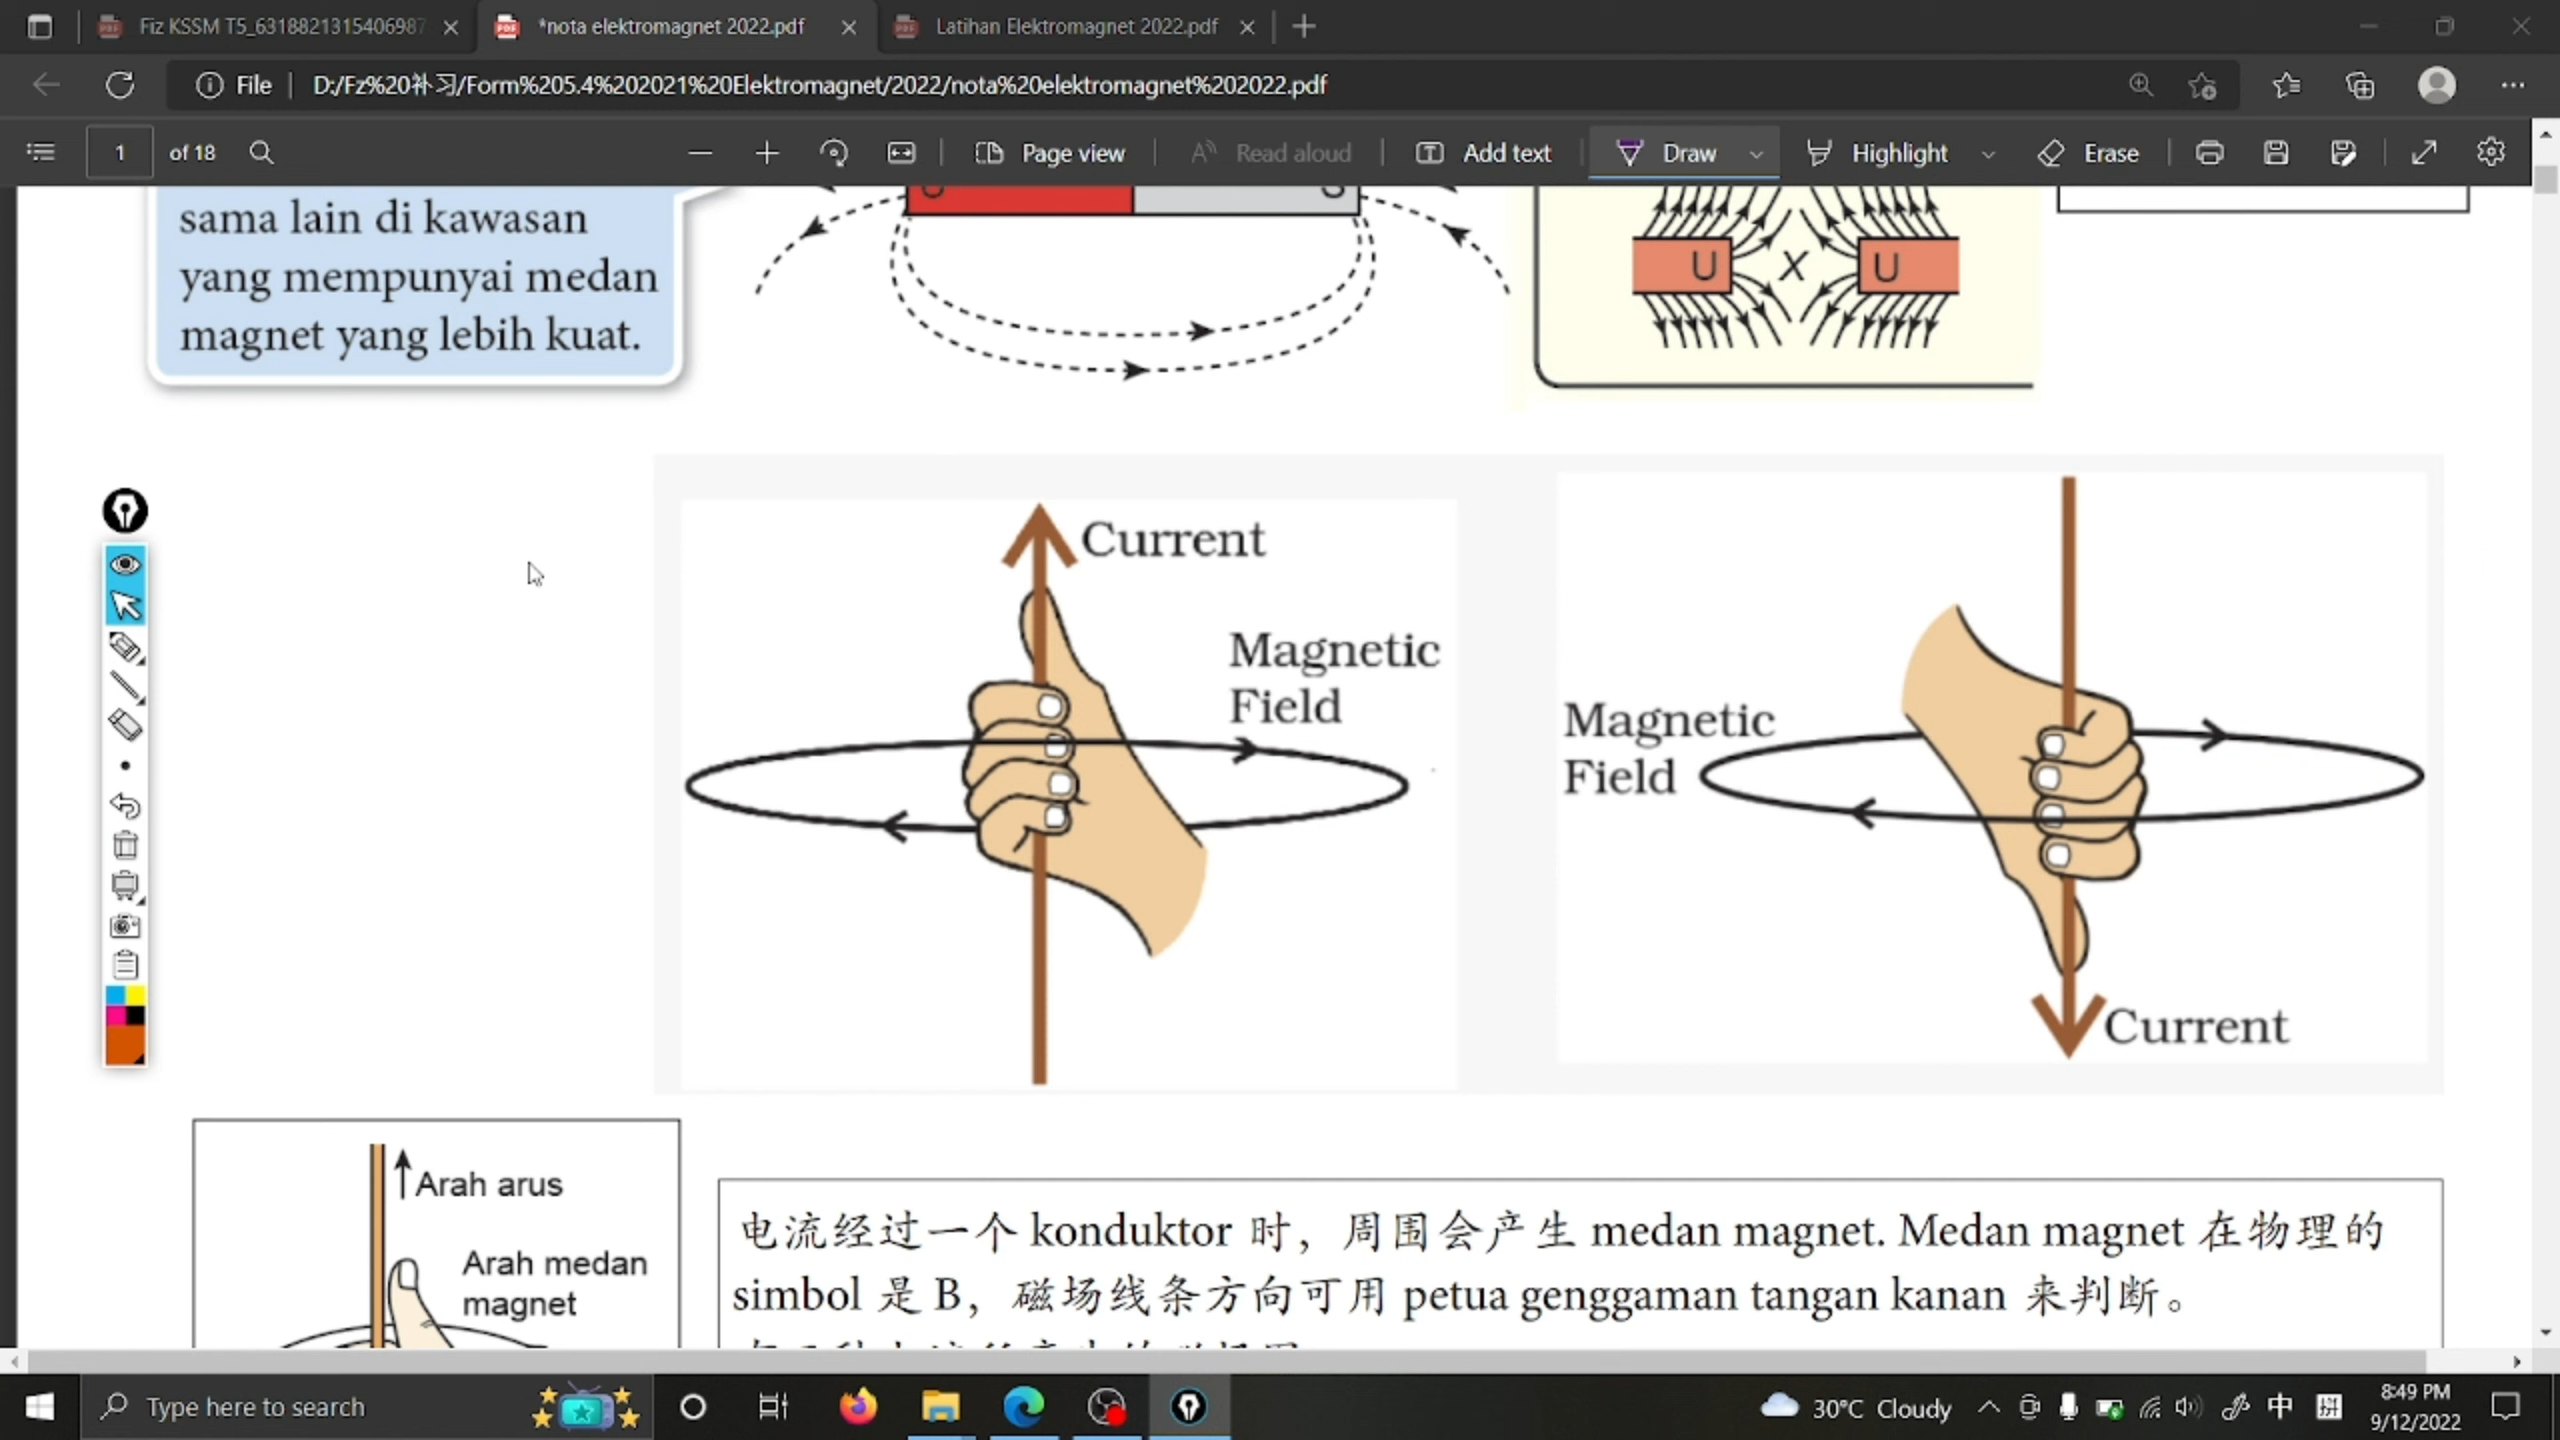 Fiz KSSM T5_6318821315406987
*nota elektromagnet 2022.pdf
Latihan Elektromagnet 2022.pdf
File
D:/Fz%20补习/Form%205.4%202021%20Elektromagnet/2022/nota%20elektromagnet%202022.pdf
1 of 18
Page view
Read aloud
Add text
Draw
Highlight
Erase
sama lain di kawasan
yang mempunyai medan
magnet yang lebih kuat.
U X U
Current
Magnetic
Field
Magnetic
Field
Current
Arah arus
Arah medan
magnet
电流经过一个 konduktor 时，周围会产生 medan magnet. Medan magnet 在物理的
simbol 是 B，磁场线条方向可用 petua genggaman tangan kanan 来判断。
Type here to search
30°C Cloudy
中
拼
8:49 PM
9/12/2022